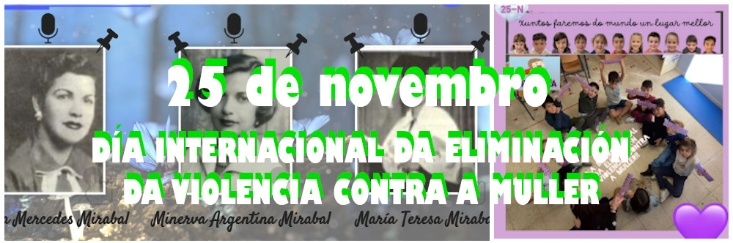 25-N
Xuntos faremos do mundo un lugar mellor
25 de novembro
DÍA INTERNACIONAL DA ELIMINACIÓN
DA VIOLENCIA CONTRA A MULLER
Mercedes Mirabal
Minerva Argentina Mirabal
María Teresa Mirabal